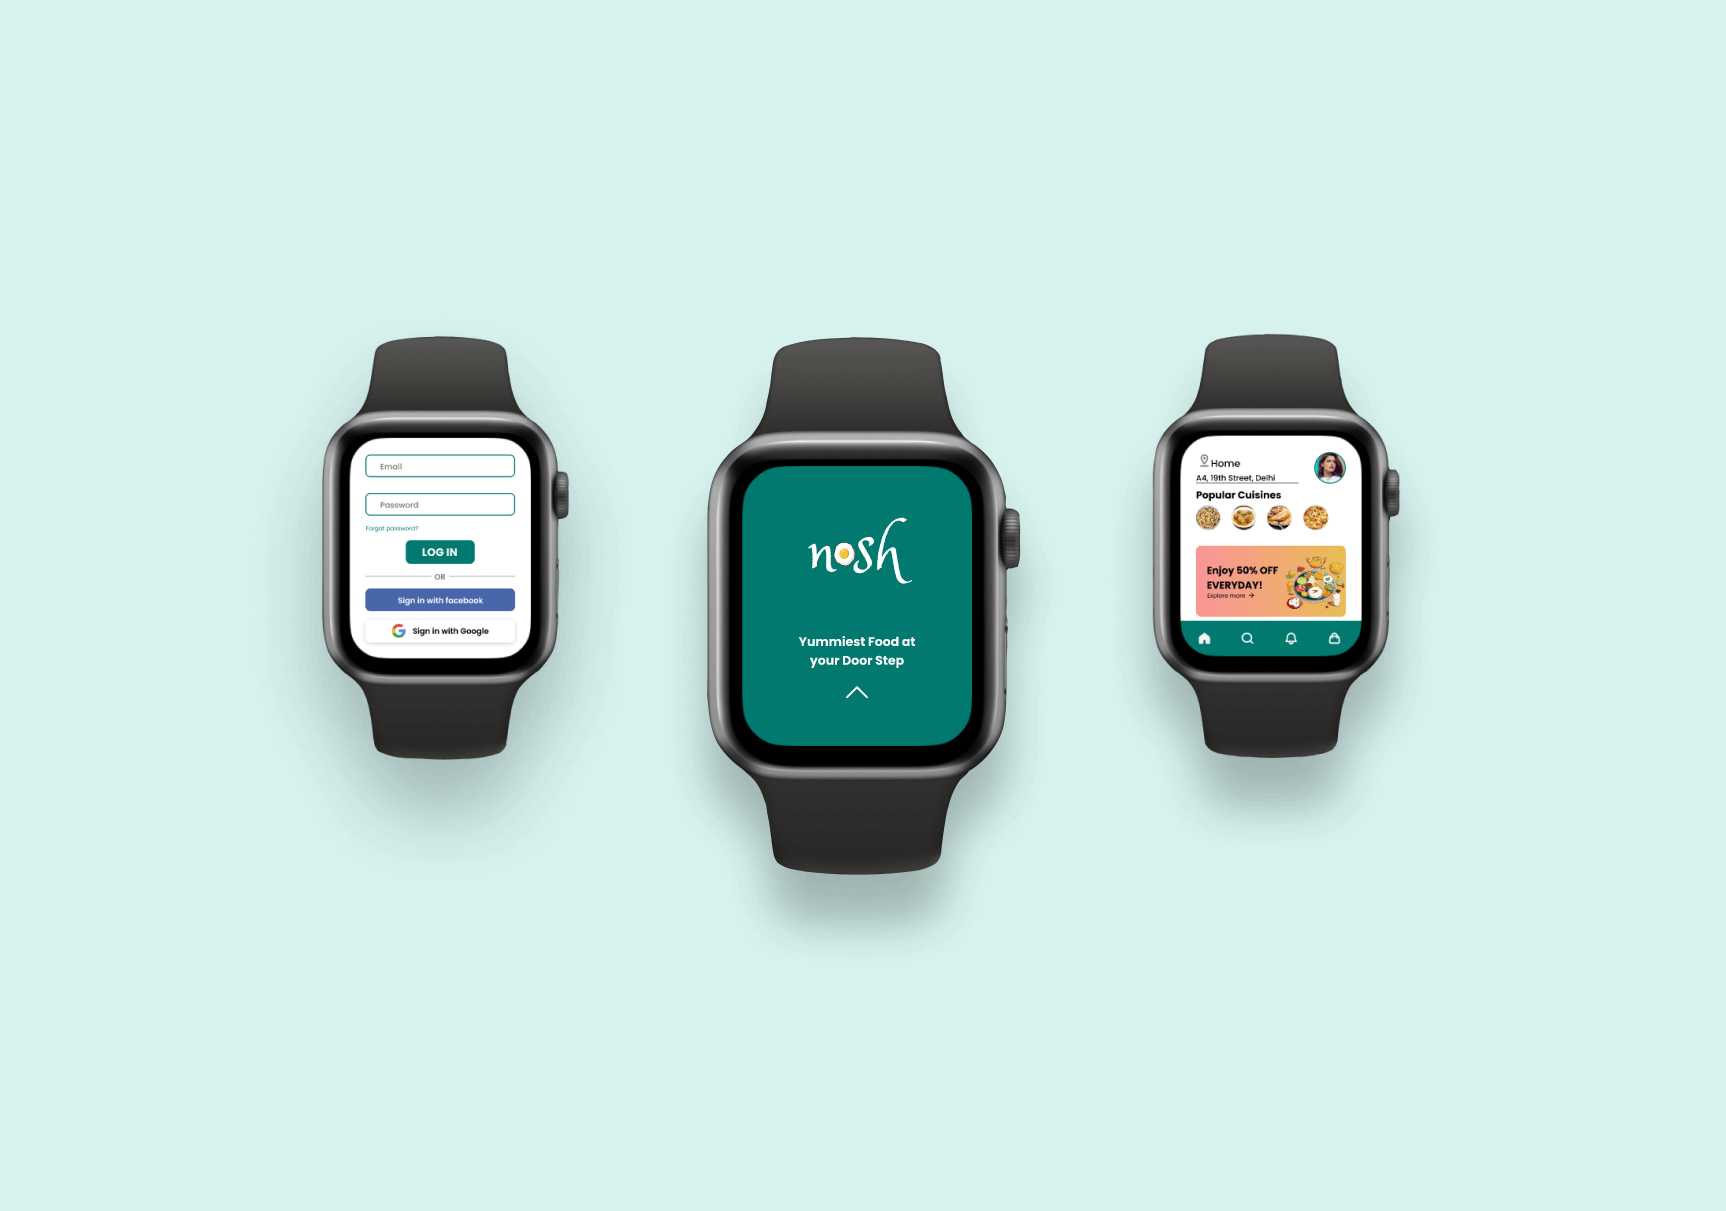 Email
Password
Forgot password?
LOG IN
OR
Sign in with facebook
Sign in with Google
nosh
Yummiest Food at
your Door Step
Home
A4, 19th Street, Delhi
Popular Cuisines
Enjoy 50% OFF
EVERYDAY!
Explore more →